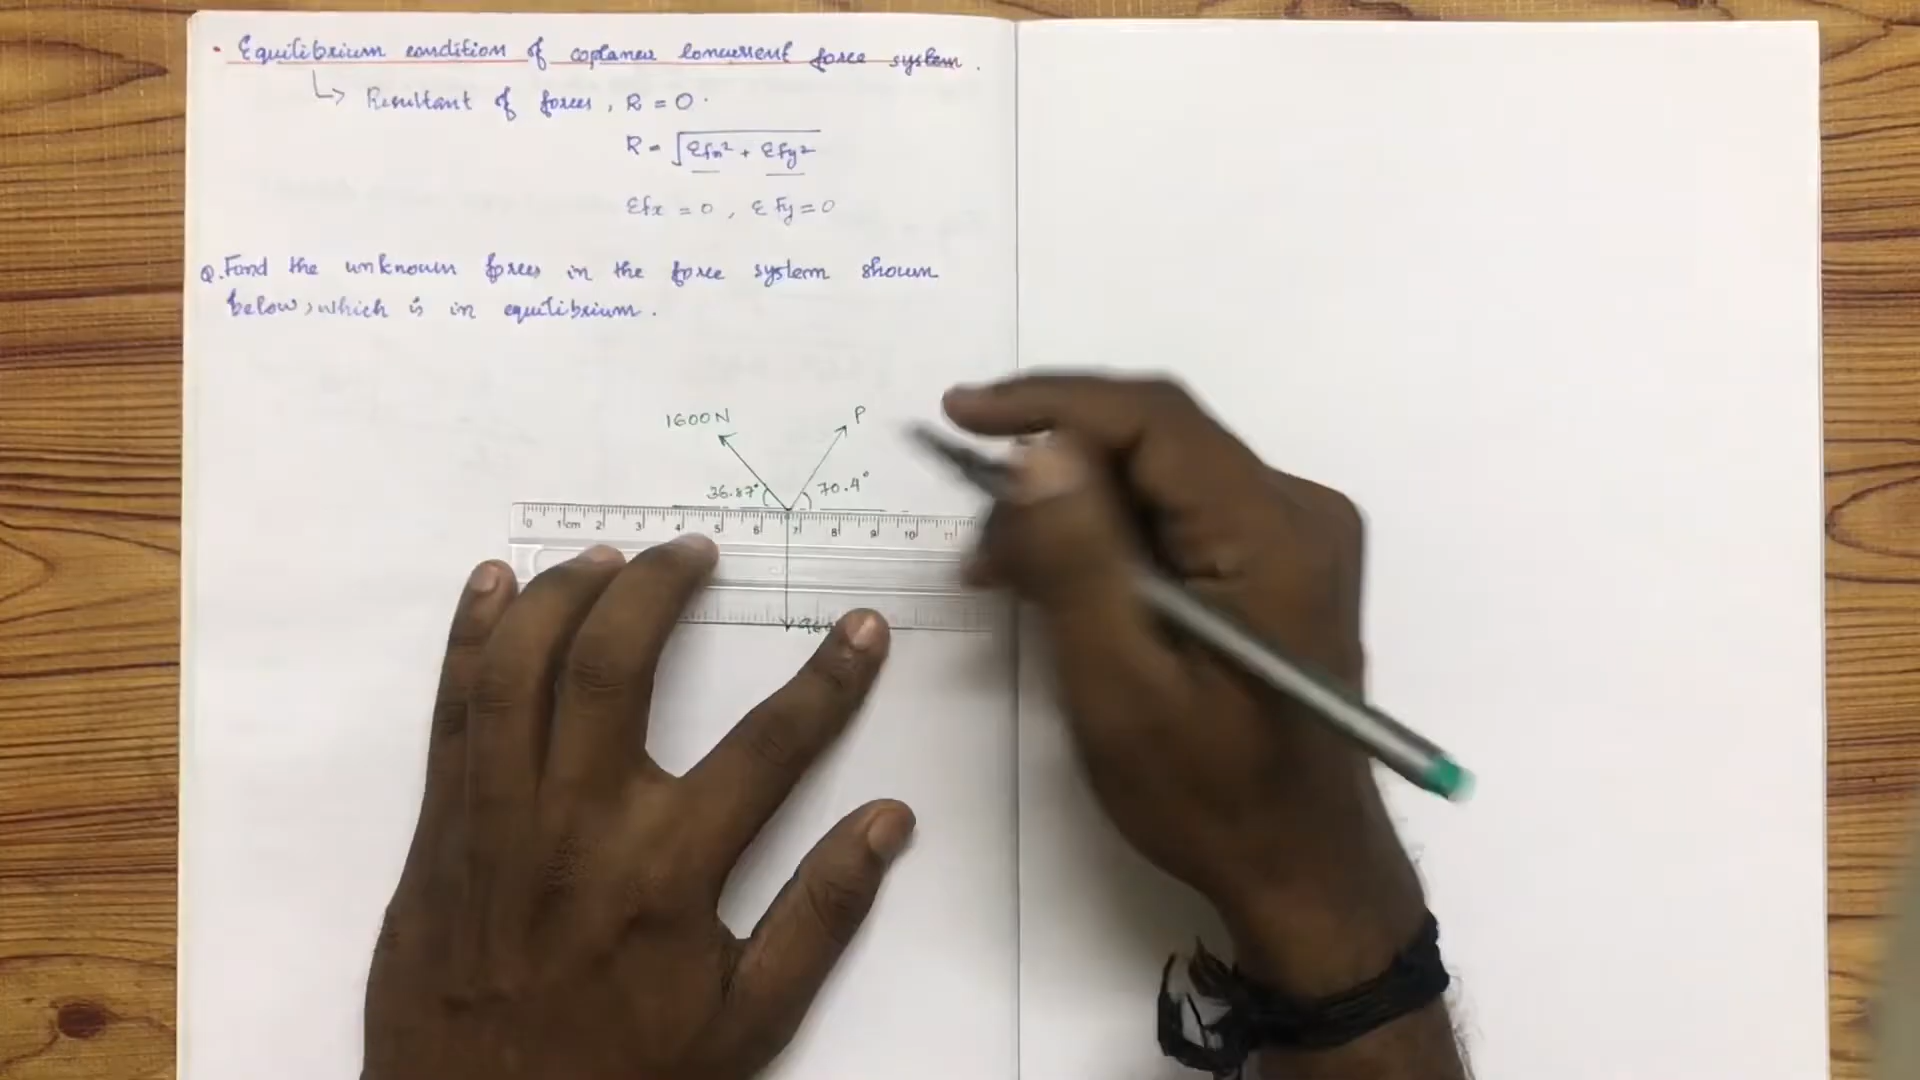 • Equilibrium condition of coplanar concurrent force system.
↳ Resultant of forces, R = 0.
R = √Σfx² + Σfy²
Σfx = 0, ΣFy = 0
Q. Find the unknown forces in the force system shown
below, which is in equilibrium.
1600N P
36.87° 70.4°
0 1cm 2 3 4 5 6 7 8 9 10 11